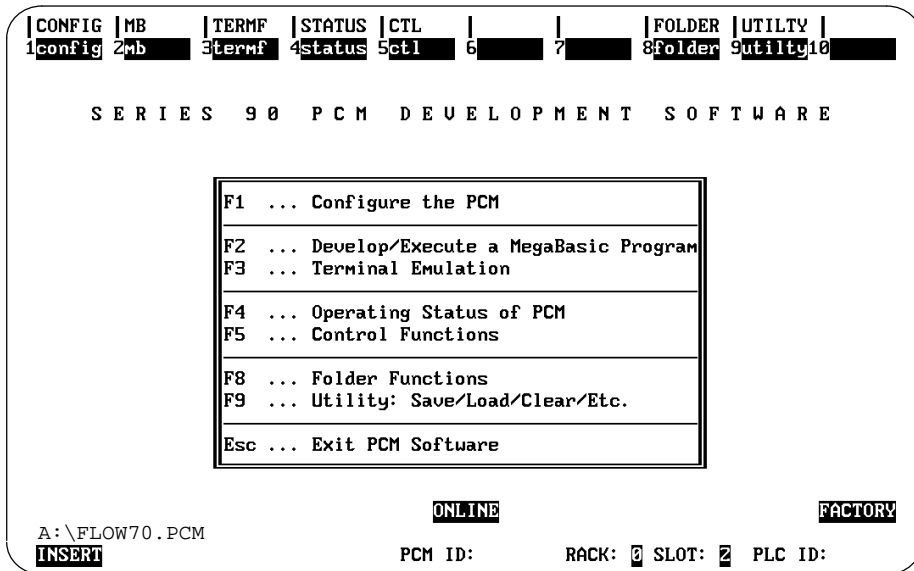 |CONFIG |MB |TERMF |STATUS |CTL | | |FOLDER |UTILTY |
1config 2mb 3termf 4status 5ctl 6 7 8folder 9utilty10
SERIES 90 PCM DEVELOPMENT SOFTWARE
F1 ... Configure the PCM
F2 ... Develop/Execute a MegaBasic Program
F3 ... Terminal Emulation
F4 ... Operating Status of PCM
F5 ... Control Functions
F8 ... Folder Functions
F9 ... Utility: Save/Load/Clear/Etc.
Esc ... Exit PCM Software
ONLINE FACTORY
A:\FLOW70.PCM
INSERT PCM ID: RACK: 0 SLOT: 2 PLC ID: